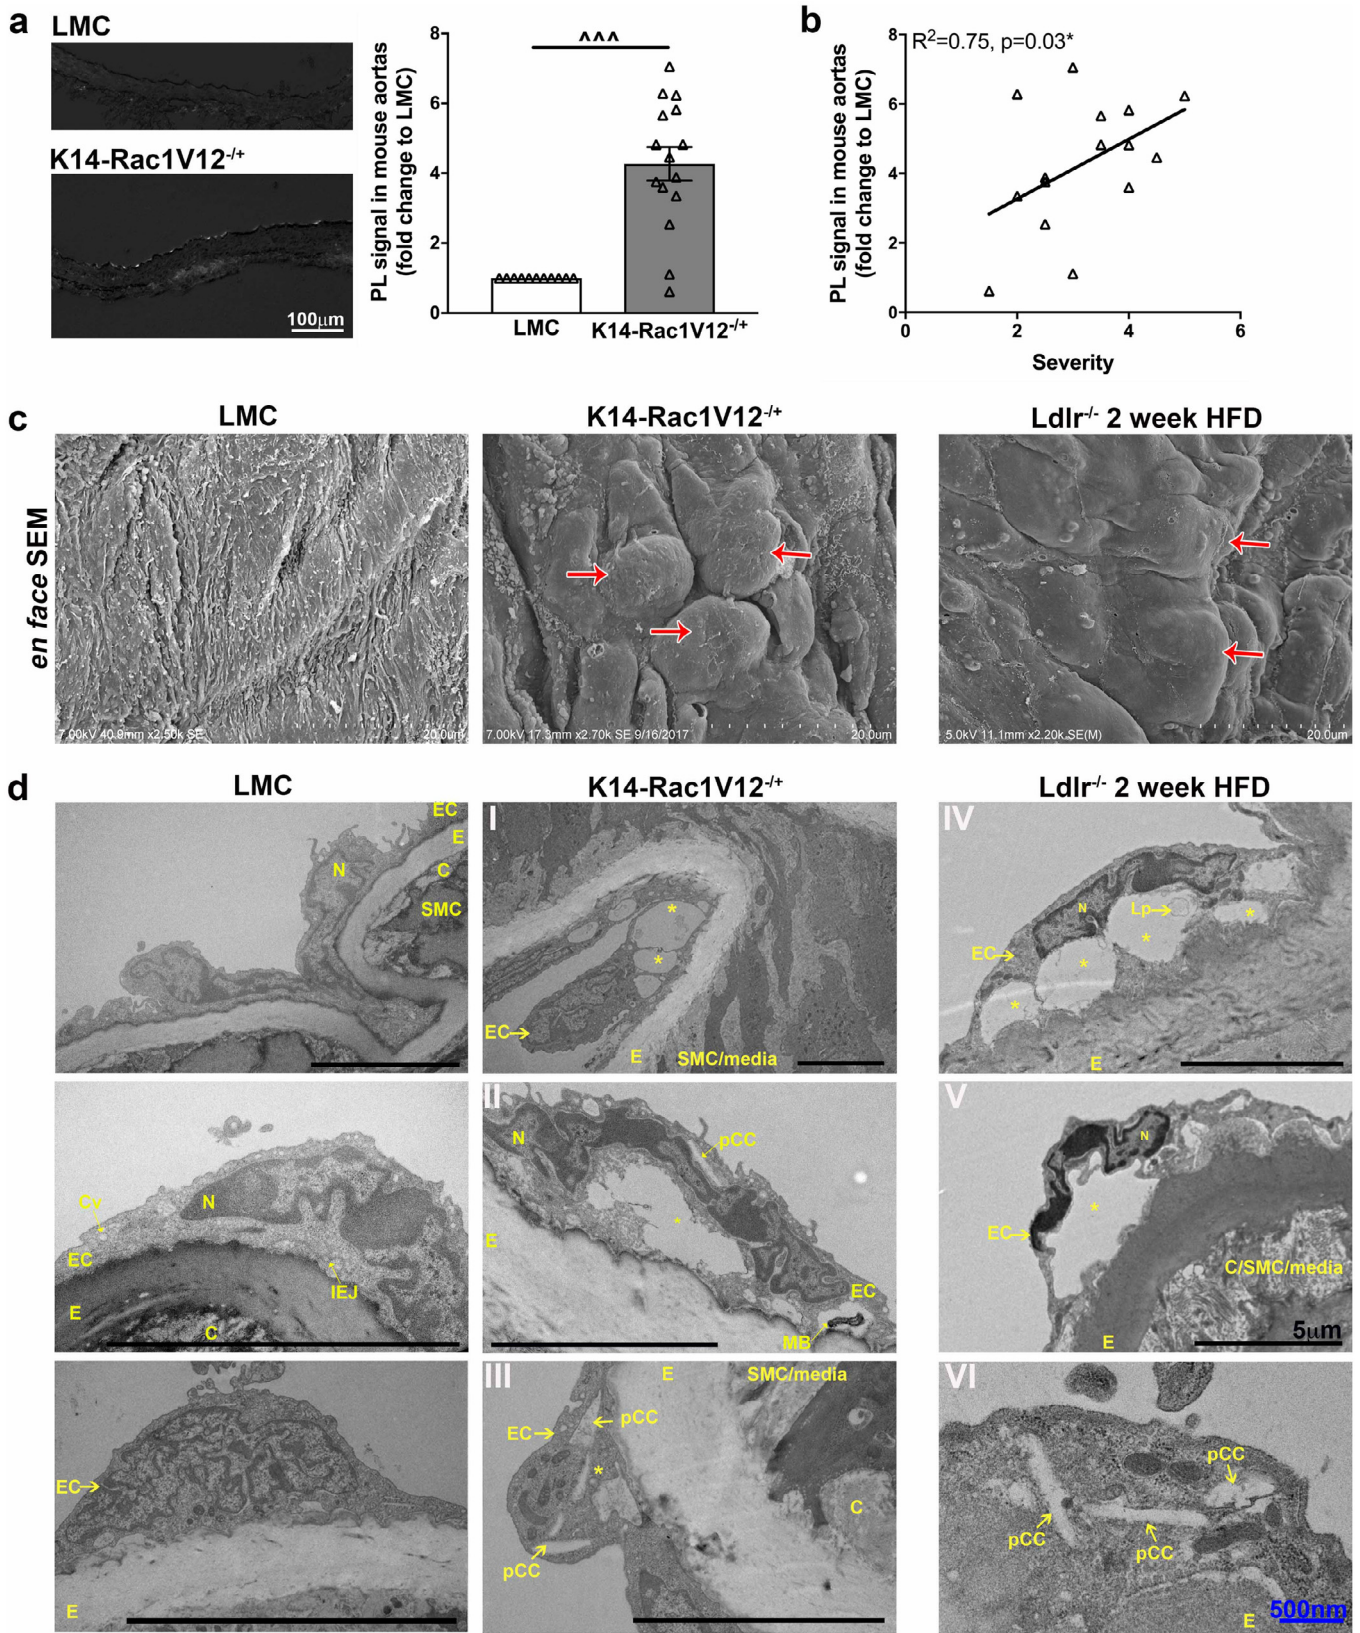 a
LMC
K14-Rac1V12-/+
100µm
PL signal in mouse aortas
(fold change to LMC)
8
6
4
2
0
^^^
LMC
K14-Rac1V12-/+
b
R2=0.75, p=0.03*
PL signal in mouse aortas
(fold change to LMC)
8
6
4
2
0
0
2
4
6
Severity
c
LMC
K14-Rac1V12-/+
Ldlr-/- 2 week HFD
en face SEM
7.00kV 40.9mm x2.50k SE
20.0um
7.00kV 17.3mm x2.70k SE 9/16/2017
20.0um
5.0kV 11.1mm x2.20k SE(M)
20.0um
d
LMC
K14-Rac1V12-/+
Ldlr-/- 2 week HFD
EC
E
N
C
SMC
I
*
*
EC
E
SMC/media
IV
N
Lp
*
*
*
*
EC
E
Cv
N
EC
IEJ
E
C
II
N
pCC
*
E
EC
MB
V
N
*
EC
C/SMC/media
5µm
E
EC
E
III
E
SMC/media
EC
pCC
*
C
pCC
VI
pCC
pCC
pCC
500nm
E